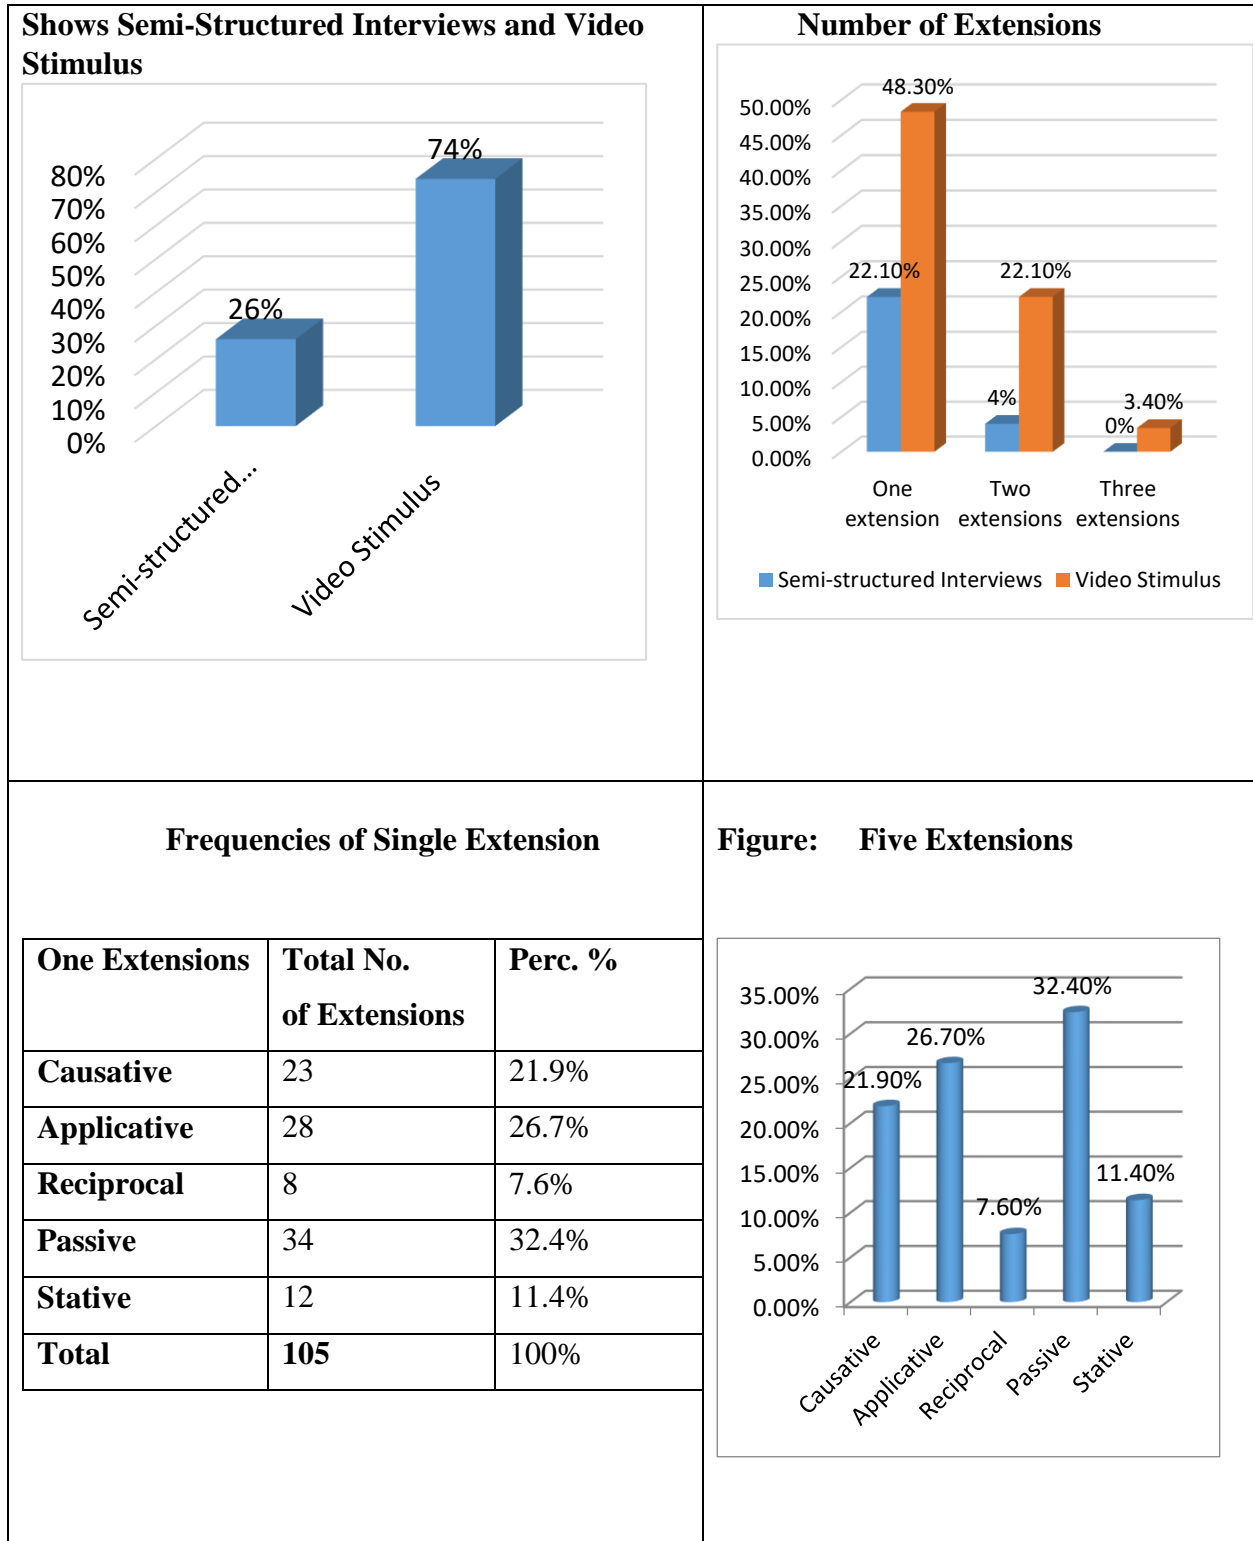 Shows Semi-Structured Interviews and Video
Stimulus
74%
80%
70%
60%
50%
40%
30%
20%
10%
0%
26%
Semi-structured...
Video Stimulus
Number of Extensions
48.30%
50.00%
45.00%
40.00%
35.00%
30.00%
25.00%
20.00%
15.00%
10.00%
5.00%
0.00%
22.10%
22.10%
4%
0%
3.40%
One
extension
Two
extensions
Three
extensions
Semi-structured Interviews
Video Stimulus
Frequencies of Single Extension
One Extensions Total No. Perc. %
of Extensions
Causative 23 21.9%
Applicative 28 26.7%
Reciprocal 8 7.6%
Passive 34 32.4%
Stative 12 11.4%
Total 105 100%
Figure: Five Extensions
35.00%
30.00%
25.00%
20.00%
15.00%
10.00%
5.00%
0.00%
21.90%
26.70%
7.60%
32.40%
11.40%
Causative
Applicative
Reciprocal
Passive
Stative